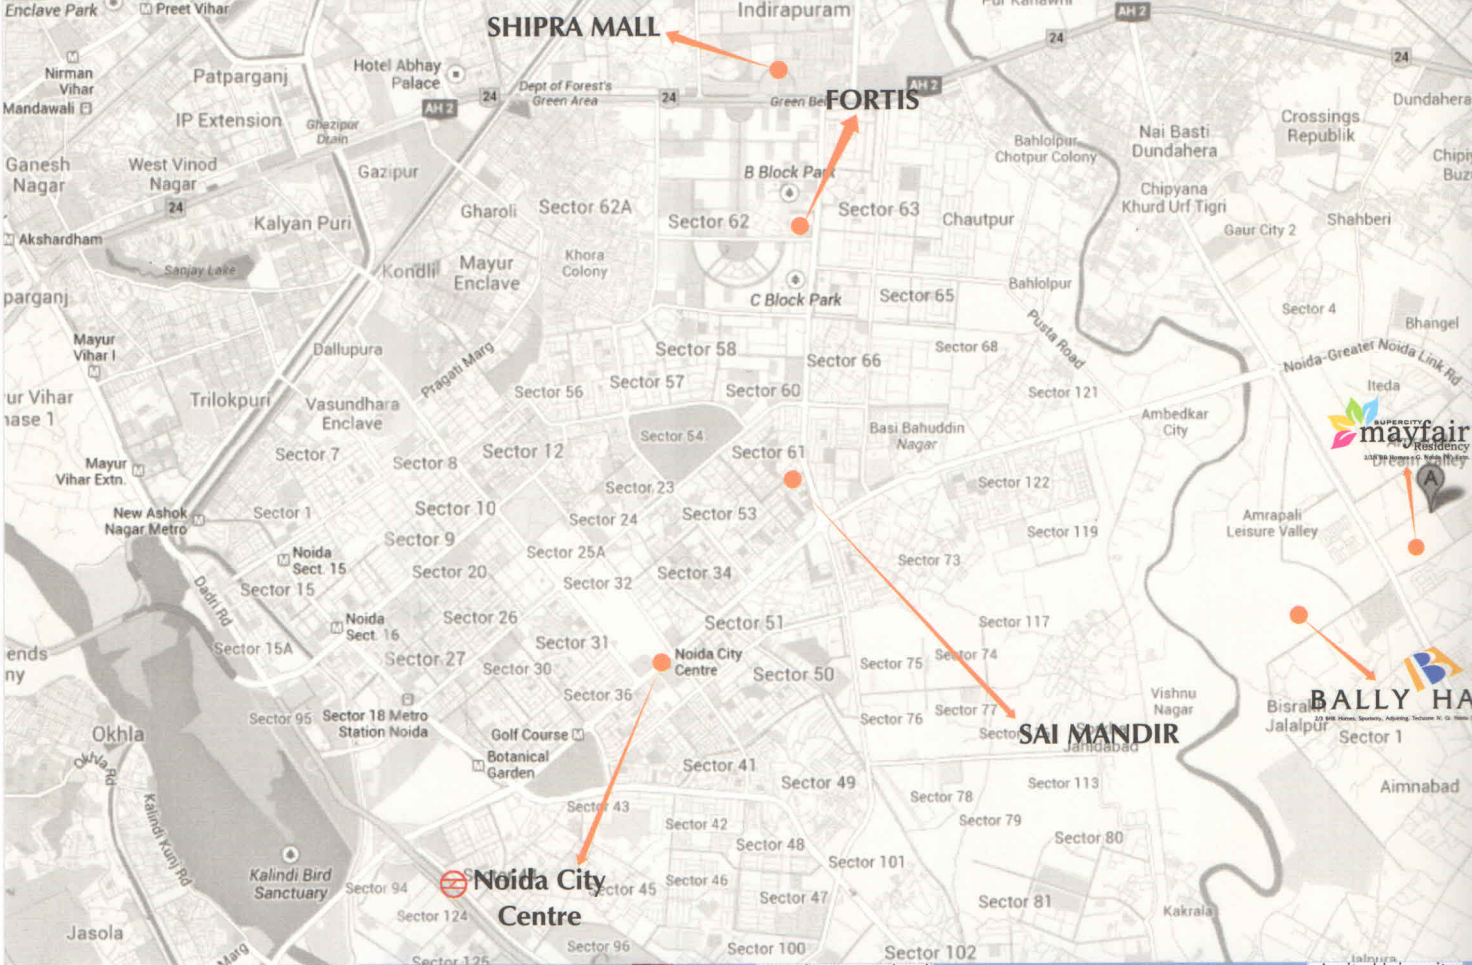 Enclave Park
Preet Vihar
SHIPRA MALL
Indirapuram
AH 2
24
24
Nirman
Vihar
Patparganj
Hotel Abhay
Palace
Dept of Forest's
Green Area
24
24
AH 2
AH 2
Green
FORTIS
Mandawali
IP Extension
Ghazipur
Drain
Dundahera
Crossings
Republik
Nai Basti
Dundahera
Bahlolpur
Chotpur Colony
Ganesh
Nagar
West Vinod
Nagar
Gazipur
B Block Park
24
Kalyan Puri
Gharoli
Sector 62A
Sector 62
Sector 63
Chautpur
Chipyana
Khurd Urf Tigri
Gaur City 2
Shahberi
Akshardham
Sanjay Lake
Kondli
Mayur
Enclave
Khora
Colony
C Block Park
Sector 65
Bahlolpur
Sector 4
Bhangel
parganj
Mayur
Vihar I
Dallupura
Pragati Marg
Sector 58
Sector 66
Sector 68
Pusta Road
Noida-Greater Noida Link Rd
Iteda
ur Vihar
hase 1
Trilokpuri
Vasundhara
Enclave
Sector 56
Sector 57
Sector 60
Sector 121
Ambedkar
City
SUPERCITY
mayfair
Residency
Dream Valley
A
Sector 7
Sector 8
Sector 12
Sector 54
Sector 61
Basi Bahuddin
Nagar
Mayur
Vihar Extn.
Sector 23
Sector 122
New Ashok
Nagar Metro
Sector 1
Sector 10
Sector 24
Sector 53
Sector 119
Amrapali
Leisure Valley
Noida
Sect. 15
Sector 9
Sector 25A
Sector 73
Sector 15
Sector 20
Sector 32
Sector 34
Dadri Rd
Noida
Sect. 16
Sector 26
Sector 51
Sector 117
Sector 15A
Sector 27
Sector 31
Sector 30
Noida City
Centre
Sector 50
Sector 75
Sector 74
ends
ny
Sector 36
Vishnu
Nagar
BALLY HA
Jalalpur
Sector 1
Sector 95
Sector 18 Metro
Station Noida
Golf Course
Sector 76
Sector 77
SAI MANDIR
Okhla
Okhla Rd
Botanical
Garden
Sector 41
Sector 49
Sector 113
Aimnabad
Kalindi Kunj Rd
Sector 43
Sector 42
Sector 78
Sector 79
Sector 80
Sector 48
Sector 101
Kalindi Bird
Sanctuary
Sector 94
Noida City
Centre
Sector 45
Sector 46
Sector 47
Sector 81
Kakrala
Sector 124
Jasola
Marg
Sector 125
Sector 96
Sector 100
Sector 102